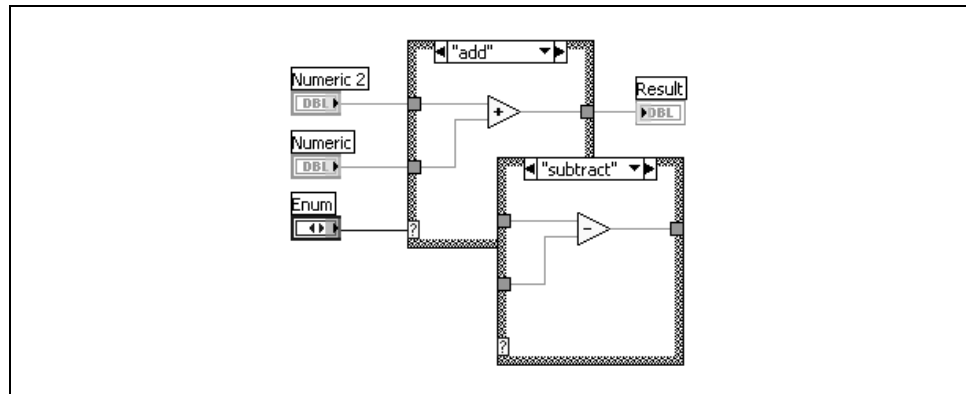 "add"
Numeric 2
DBL
Result
DBL
+
Numeric
DBL
"subtract"
Enum
?
-
?